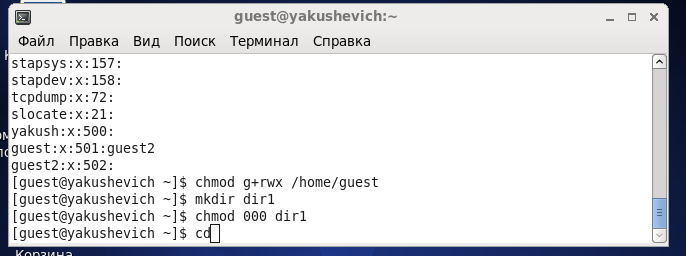 guest@yakushevich:~
Файл Правка Вид Поиск Терминал Справка
stapsys:x:157:
stapdev:x:158:
tcpdump:x:72:
slocate:x:21:
yakush:x:500:
guest:x:501:guest2
guest2:x:502:
[guest@yakushevich ~]$ chmod g+rwx /home/guest
[guest@yakushevich ~]$ mkdir dir1
[guest@yakushevich ~]$ chmod 000 dir1
[guest@yakushevich ~]$ cd
Корзина